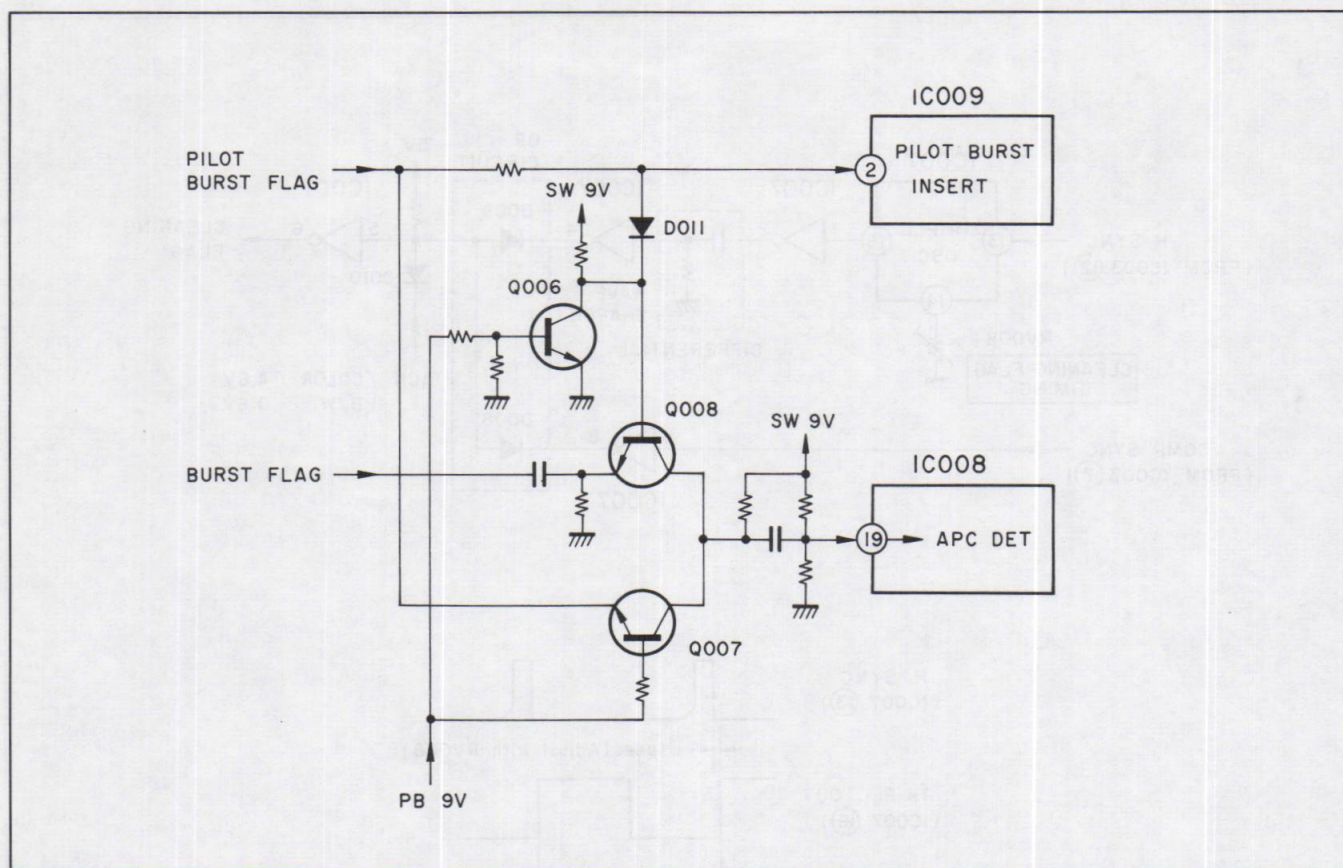 IC009
PILOT
BURST FLAG
2
PILOT BURST
INSERT
SW 9V
D011
Q006
Q008
SW 9V
BURST FLAG
IC008
19
APC DET
Q007
PB 9V